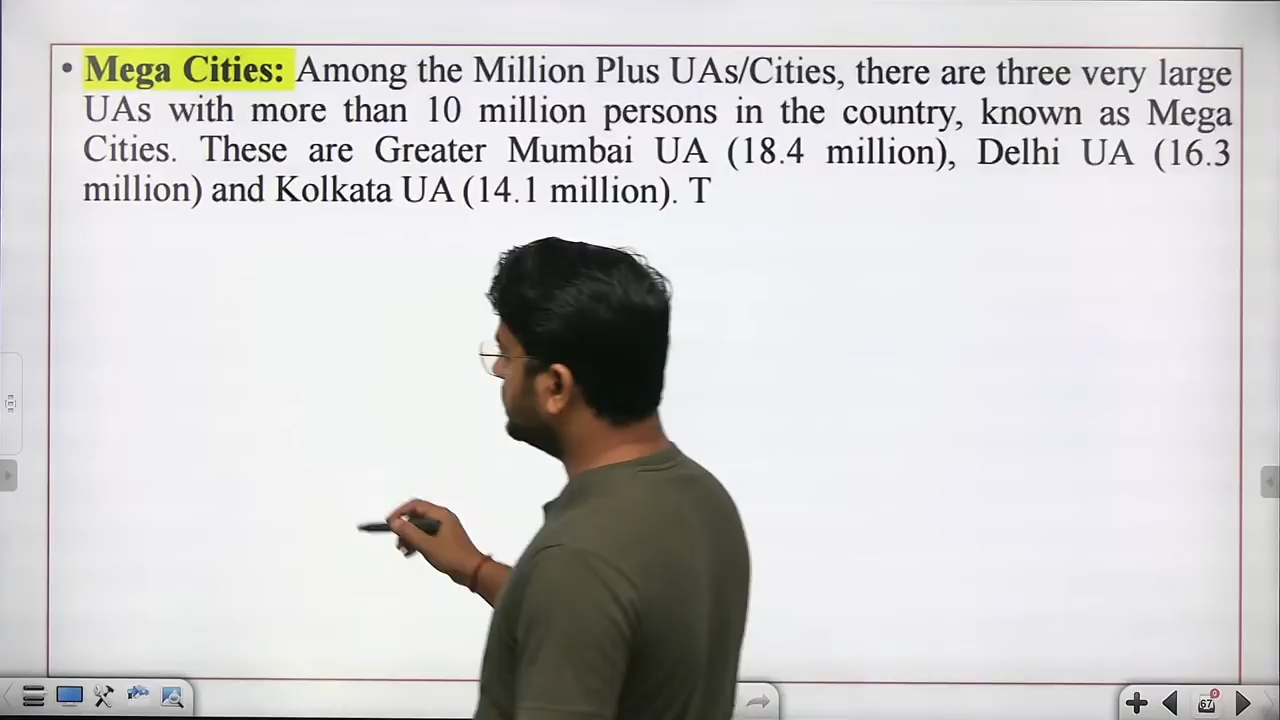 • Mega Cities: Among the Million Plus UAs/Cities, there are three very large
UAs with more than 10 million persons in the country, known as Mega
Cities. These are Greater Mumbai UA (18.4 million), Delhi UA (16.3
million) and Kolkata UA (14.1 million). T
67